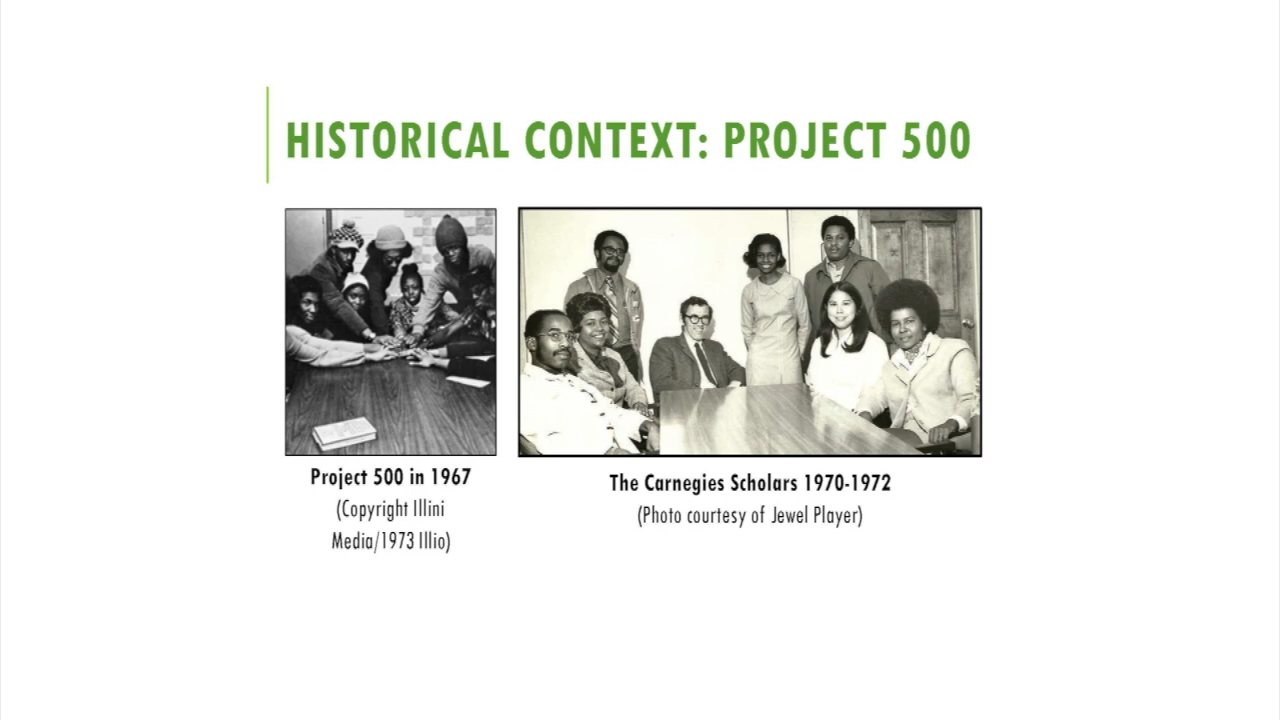 HISTORICAL CONTEXT: PROJECT 500
Project 500 in 1967
(Copyright Illini
Media/1973 Illio)
The Carnegies Scholars 1970-1972
(Photo courtesy of Jewel Player)